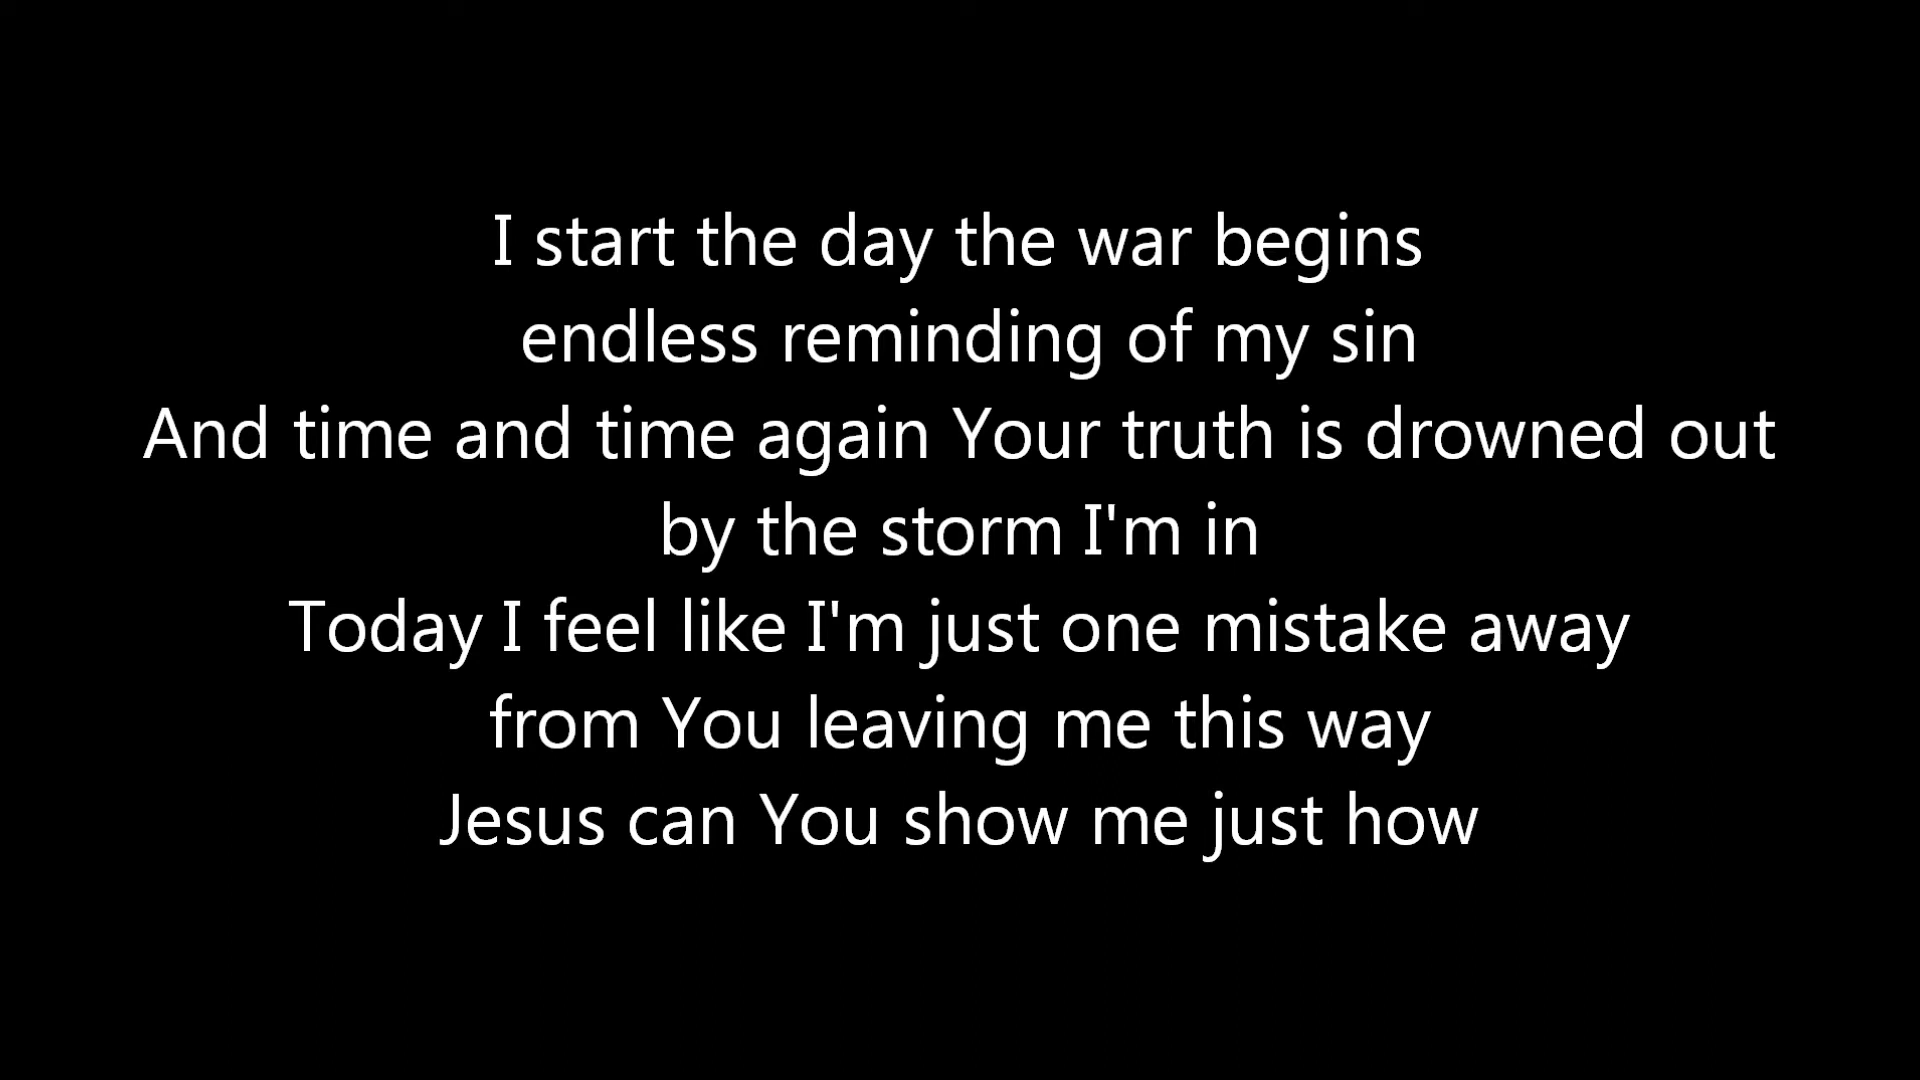 I start the day the war begins
endless reminding of my sin
And time and time again Your truth is drowned out
by the storm I'm in
Today I feel like I'm just one mistake away
from You leaving me this way
Jesus can You show me just how